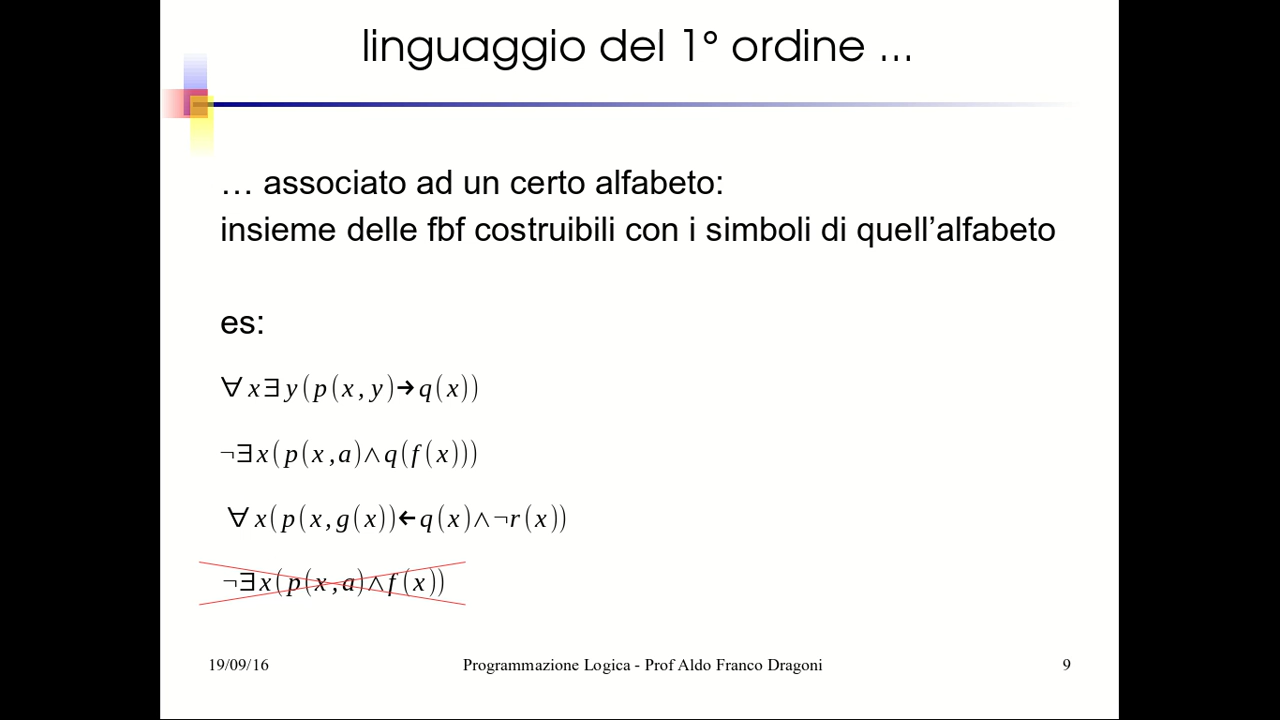 linguaggio del 1° ordine ...
… associato ad un certo alfabeto:
insieme delle fbf costruibili con i simboli di quell’alfabeto
es:
∀x∃y(p(x,y)→q(x))
¬∃x(p(x,a)∧q(f(x)))
∀x(p(x,g(x))←q(x)∧¬r(x))
¬∃x(p(x,a)∧f(x))
19/09/16 Programmazione Logica - Prof Aldo Franco Dragoni 9